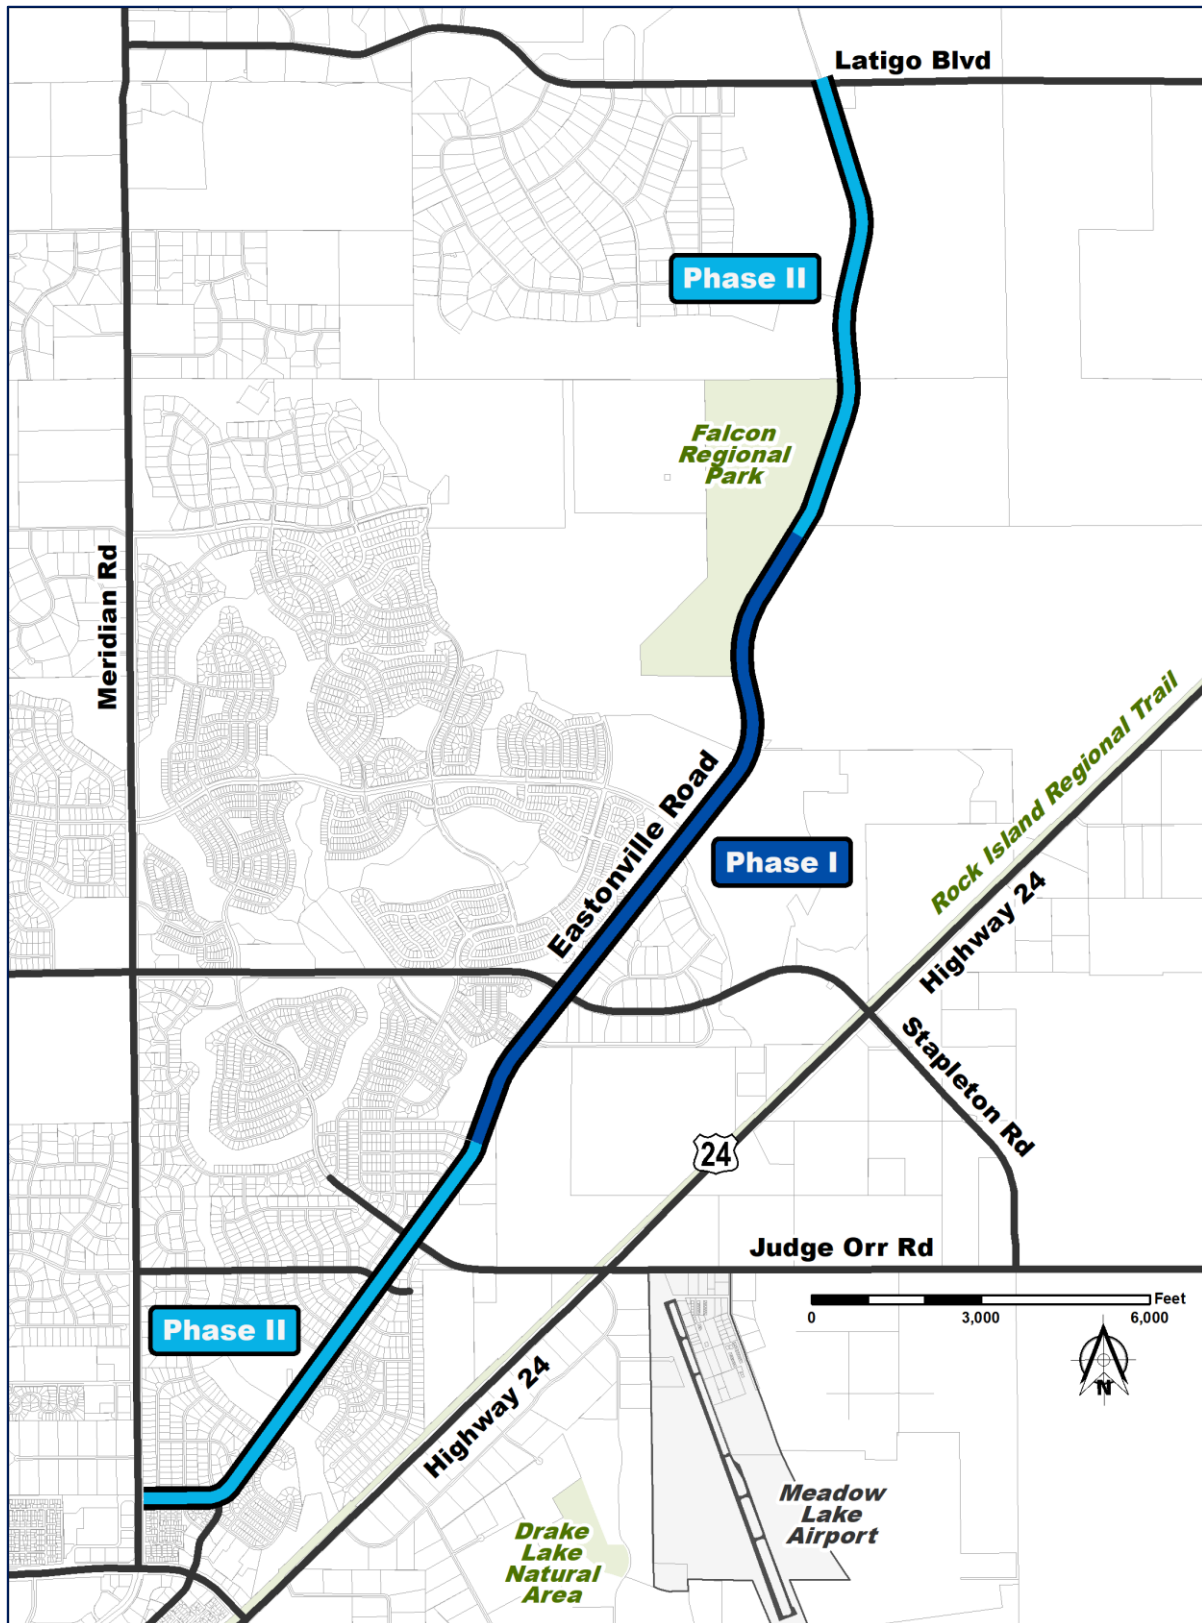 Latigo Blvd
Phase II
Falcon
Regional
Park
Meridian Rd
Rock Island Regional Trail
Eastonville Road
Phase I
Highway 24
Stapleton Rd
24
Judge Orr Rd
Feet
0
3,000
6,000
Phase II
N
Highway 24
Meadow
Lake
Airport
Drake
Lake
Natural
Area